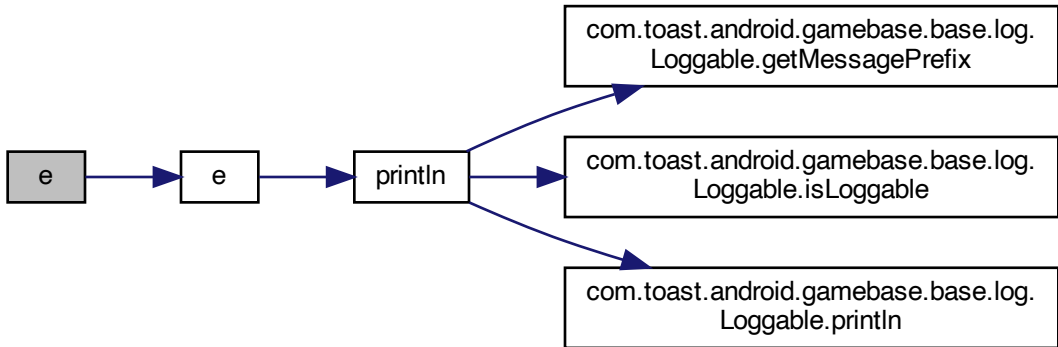 com.toast.android.gamebase.base.log.
Loggable.getMessagePrefix
e
e
println
com.toast.android.gamebase.base.log.
Loggable.isLoggable
com.toast.android.gamebase.base.log.
Loggable.println